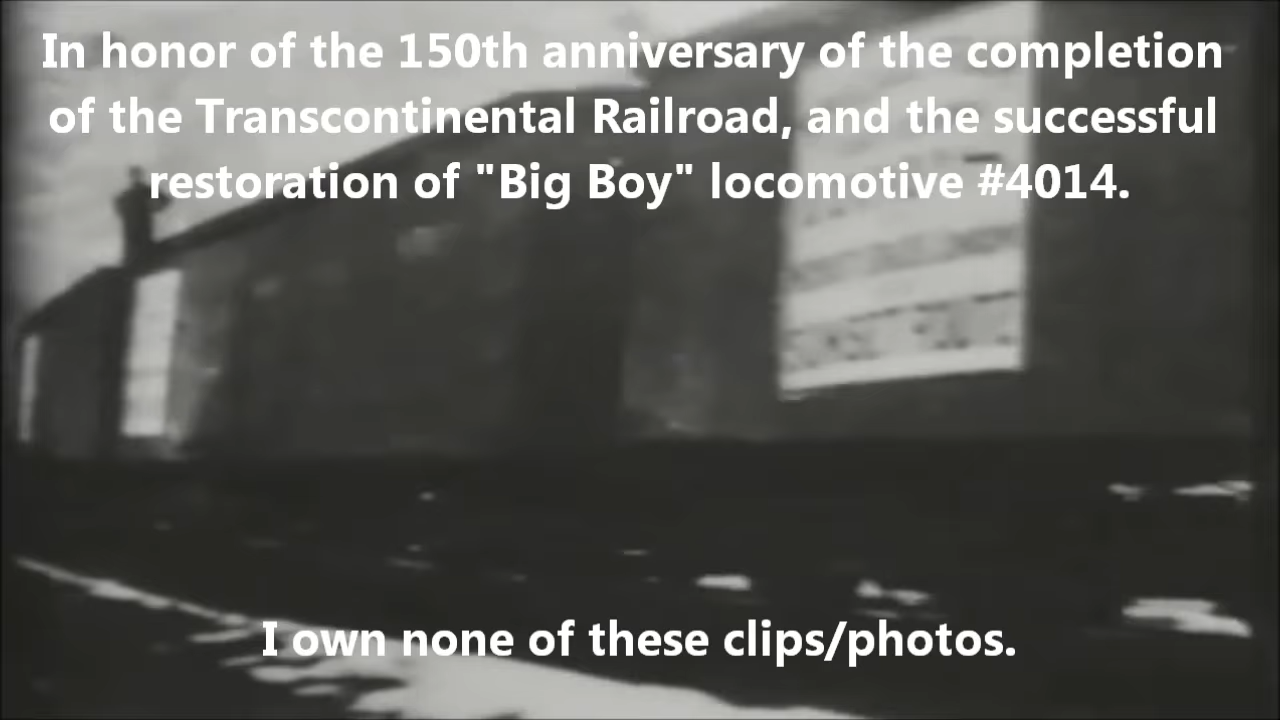 In honor of the 150th anniversary of the completion
of the Transcontinental Railroad, and the successful
restoration of "Big Boy" locomotive #4014.
I own none of these clips/photos.